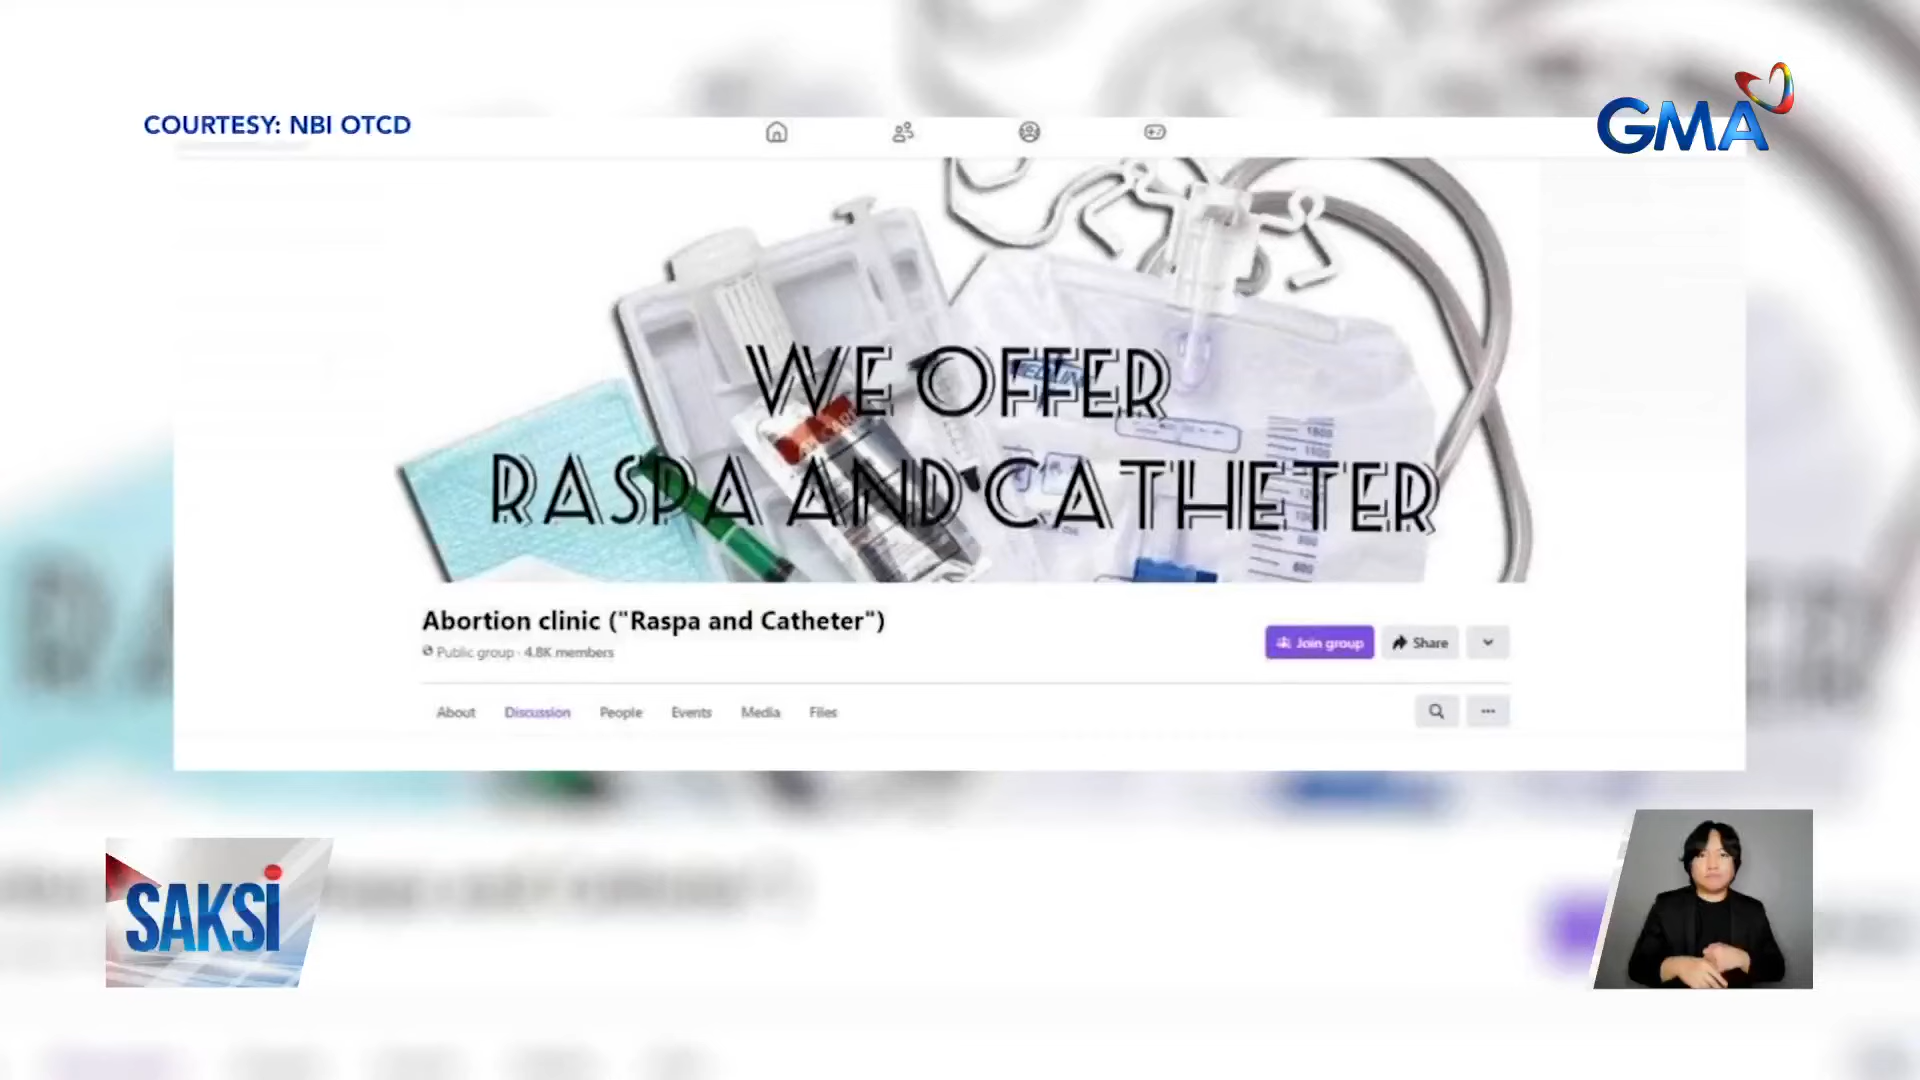 COURTESY: NBI OTCD
GMA
WE OFFER
RASPA AND CATHETER
Abortion clinic ("Raspa and Catheter")
Public group · 4.8K members
Join group
Share
About
Discussion
People
Events
Media
Files
SAKSI